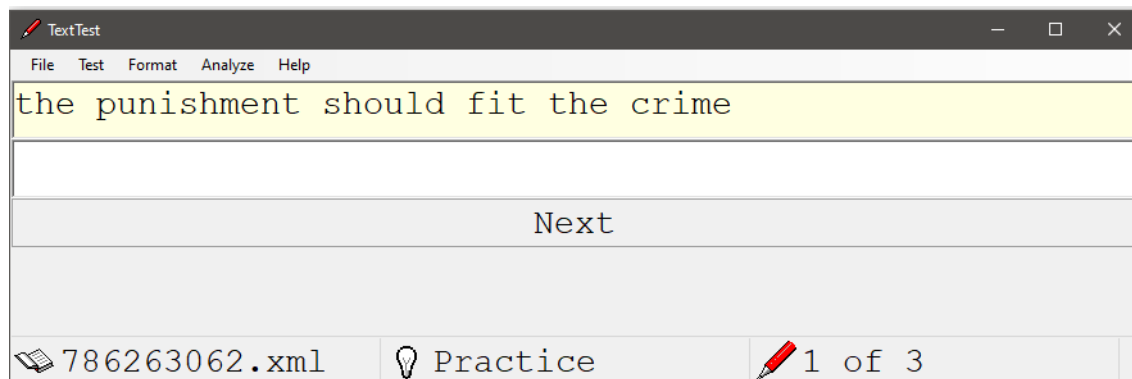 TextTest
File Test Format Analyze Help
the punishment should fit the crime
Next
786263062.xml Practice 1 of 3